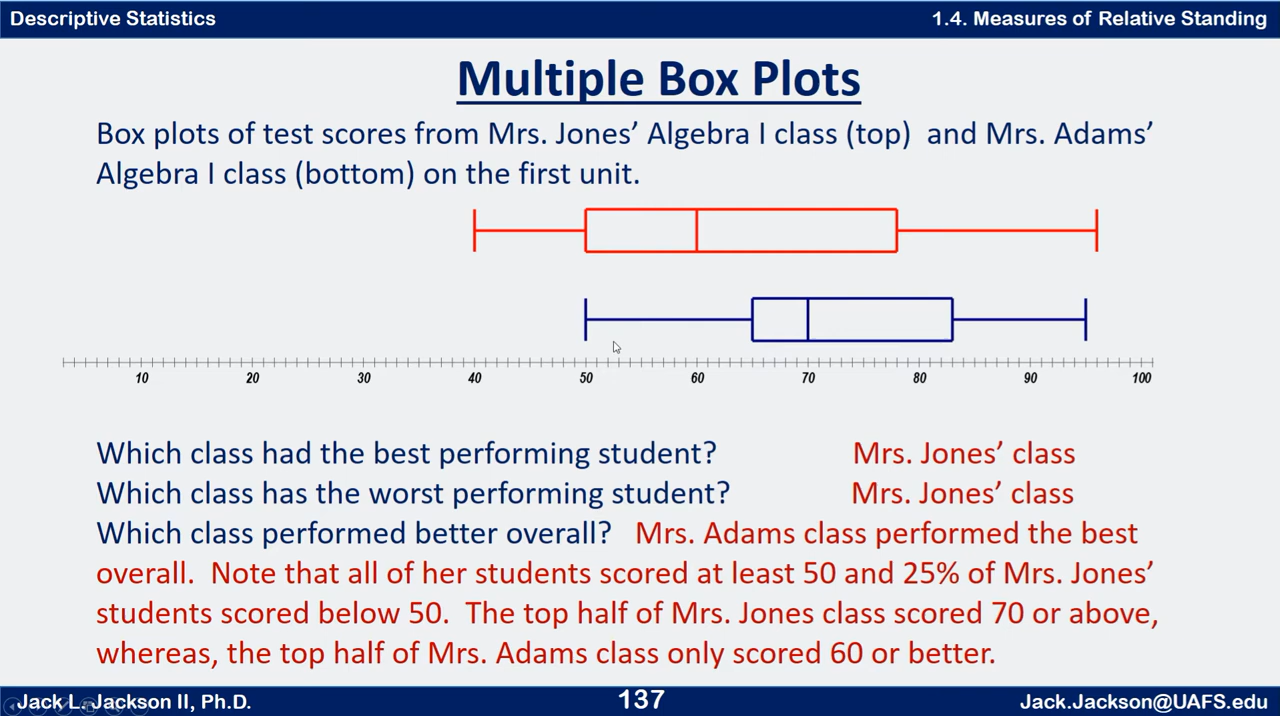 Descriptive Statistics
1.4. Measures of Relative Standing
Multiple Box Plots
Box plots of test scores from Mrs. Jones’ Algebra I class (top) and Mrs. Adams’
Algebra I class (bottom) on the first unit.
10 20 30 40 50 60 70 80 90 100
Which class had the best performing student? Mrs. Jones’ class
Which class has the worst performing student? Mrs. Jones’ class
Which class performed better overall? Mrs. Adams class performed the best
overall. Note that all of her students scored at least 50 and 25% of Mrs. Jones’
students scored below 50. The top half of Mrs. Jones class scored 70 or above,
whereas, the top half of Mrs. Adams class only scored 60 or better.
Jack L. Jackson II, Ph.D.
137
Jack.Jackson@UAFS.edu